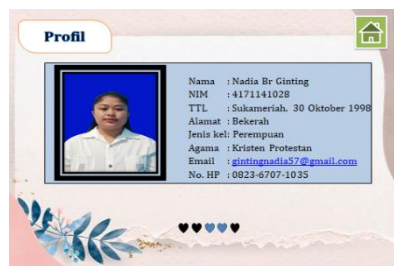 Profil
Nama : Nadia Br Ginting
NIM : 4171141028
TTL : Sukameriah, 30 Oktober 1998
Alamat : Bekerah
Jenis kel: Perempuan
Agama : Kristen Protestan
Email : gintingnadia57@gmail.com
No. HP : 0823-6707-1035